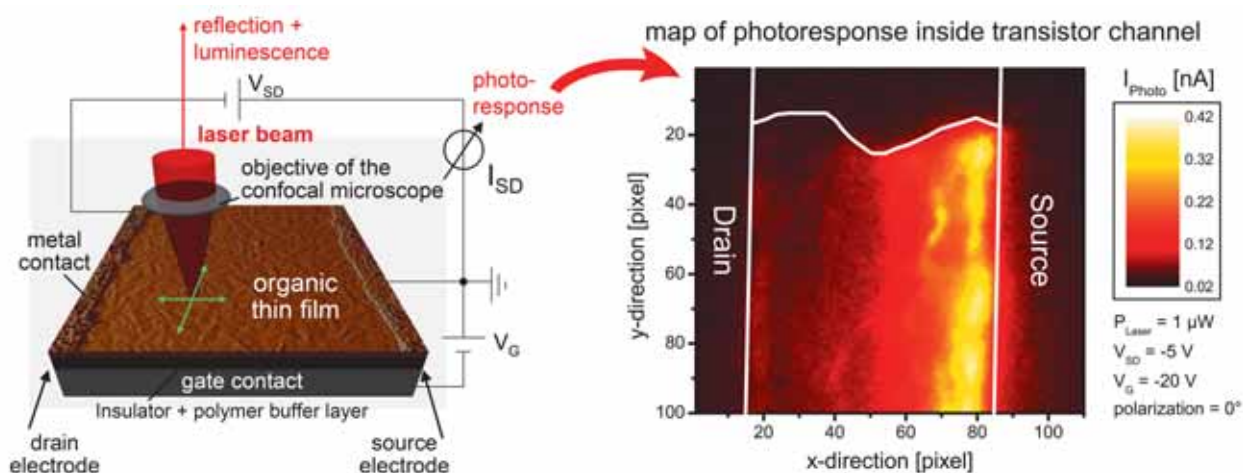 reflection +
luminescence
V_SD
laser beam
photo-
response
objective of the
confocal microscope
I_SD
metal
contact
organic
thin film
V_G
gate contact
Insulator + polymer buffer layer
drain
electrode
source
electrode
map of photoresponse inside transistor channel
20
40
60
80
100
y-direction [pixel]
Drain
Source
20
40
60
80
100
x-direction [pixel]
I_Photo [nA]
0.42
0.32
0.22
0.12
0.02
P_Laser = 1 µW
V_SD = -5 V
V_G = -20 V
polarization = 0°